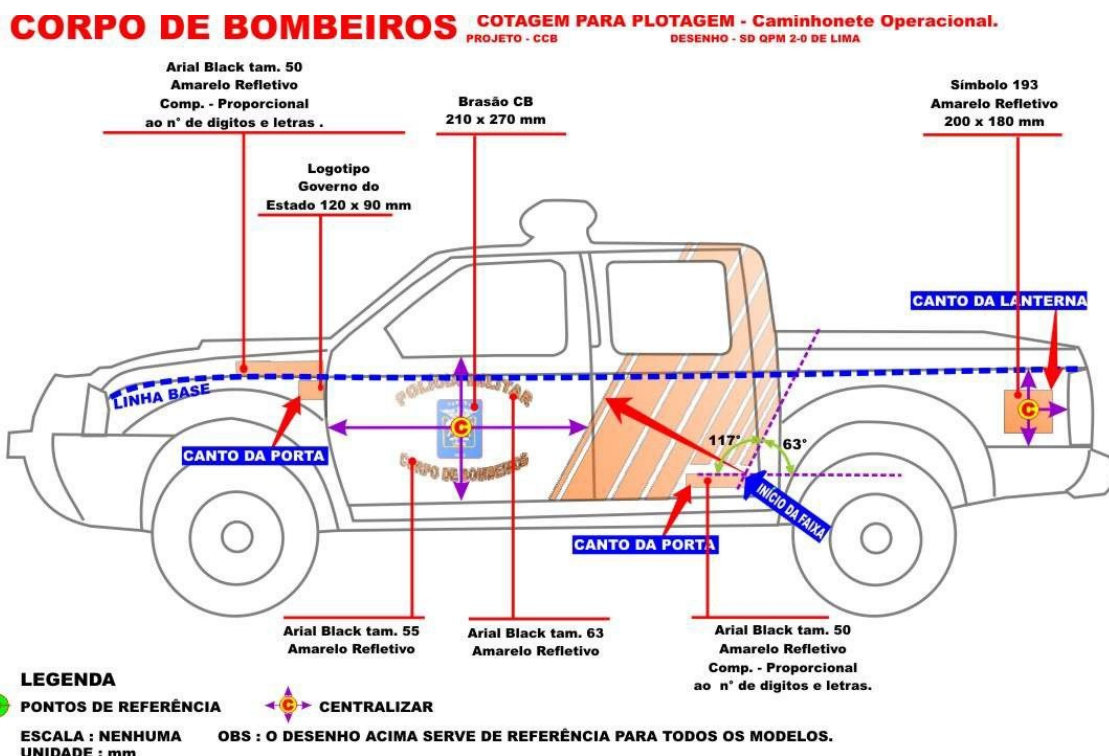 CORPO DE BOMBEIROS
COTAGEM PARA PLOTAGEM - Caminhonete Operacional.
PROJETO - CCB
DESENHO - SD QPM 2-0 DE LIMA
Arial Black tam. 50
Amarelo Refletivo
Comp. - Proporcional
ao n° de digitos e letras .
Brasão CB
210 x 270 mm
Símbolo 193
Amarelo Refletivo
200 x 180 mm
Logotipo
Governo do
Estado 120 x 90 mm
CANTO DA LANTERNA
LINHA BASE
POLICIA MILITAR
C
C
CANTO DA PORTA
117°
63°
CORPO DE BOMBEIROS
INÍCIO DA FAIXA
CANTO DA PORTA
Arial Black tam. 55
Amarelo Refletivo
Arial Black tam. 63
Amarelo Refletivo
Arial Black tam. 50
Amarelo Refletivo
Comp. - Proporcional
ao n° de digitos e letras.
LEGENDA
PONTOS DE REFERÊNCIA
C
CENTRALIZAR
ESCALA : NENHUMA
OBS : O DESENHO ACIMA SERVE DE REFERÊNCIA PARA TODOS OS MODELOS.
UNIDADE : mm